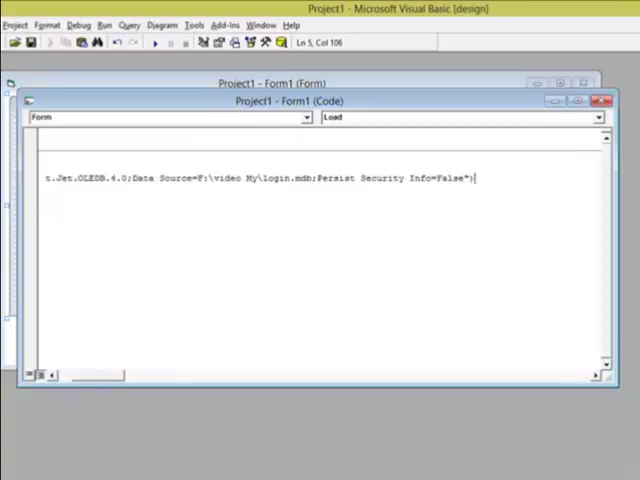 Project1 - Microsoft Visual Basic [design]
Project Format Debug Run Query Diagram Tools Add-Ins Window Help
Ln 5, Col 106
Project1 - Form1 (Form)
Project1 - Form1 (Code)
Form Load
t.Jet.OLEDB.4.0;Data Source=F:\video My\login.mdb;Persist Security Info=False")